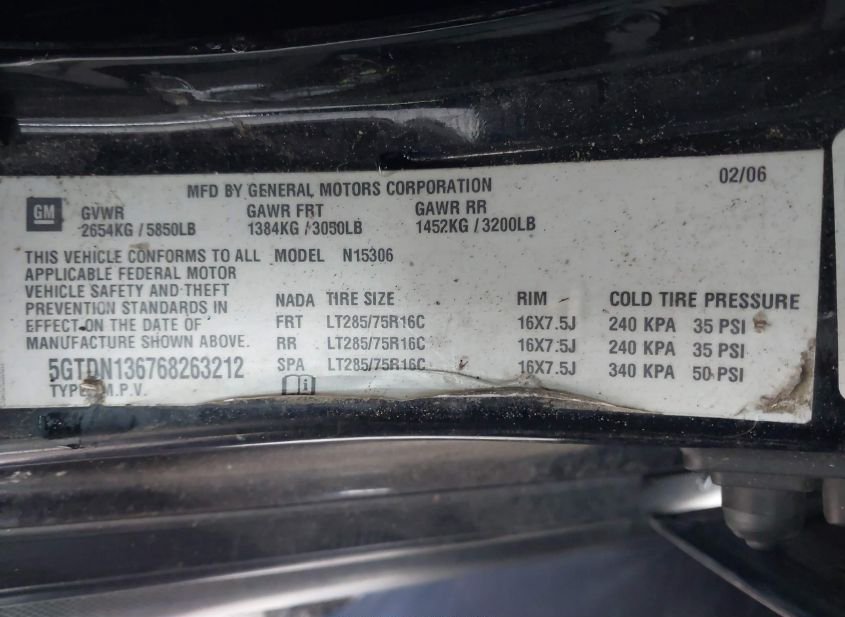 MFD BY GENERAL MOTORS CORPORATION 02/06
GM
GVWR GAWR FRT GAWR RR
2654KG / 5850LB 1384KG / 3050LB 1452KG / 3200LB
THIS VEHICLE CONFORMS TO ALL
APPLICABLE FEDERAL MOTOR
VEHICLE SAFETY AND THEFT
PREVENTION STANDARDS IN
EFFECT ON THE DATE OF
MANUFACTURE SHOWN ABOVE.
5GTDN136768263212
TYPE: M.P.V.
MODEL N15306
NADA TIRE SIZE RIM COLD TIRE PRESSURE
FRT LT285/75R16C 16X7.5J 240 KPA 35 PSI
RR LT285/75R16C 16X7.5J 240 KPA 35 PSI
SPA LT285/75R16C 16X7.5J 340 KPA 50 PSI
i